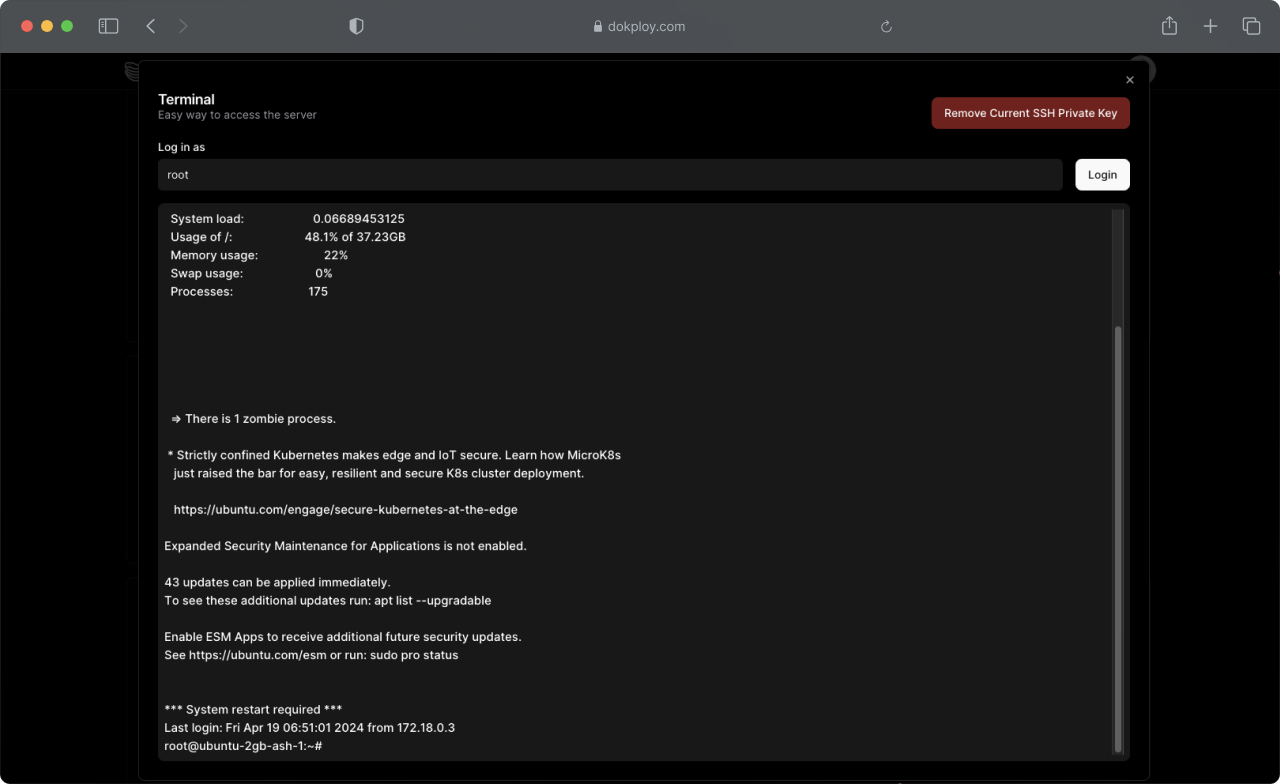 dokploy.com
Terminal
Easy way to access the server
Remove Current SSH Private Key
Log in as
root
Login
System load: 0.06689453125
Usage of /: 48.1% of 37.23GB
Memory usage: 22%
Swap usage: 0%
Processes: 175
=> There is 1 zombie process.
* Strictly confined Kubernetes makes edge and IoT secure. Learn how MicroK8s
just raised the bar for easy, resilient and secure K8s cluster deployment.
https://ubuntu.com/engage/secure-kubernetes-at-the-edge
Expanded Security Maintenance for Applications is not enabled.
43 updates can be applied immediately.
To see these additional updates run: apt list --upgradable
Enable ESM Apps to receive additional future security updates.
See https://ubuntu.com/esm or run: sudo pro status
*** System restart required ***
Last login: Fri Apr 19 06:51:01 2024 from 172.18.0.3
root@ubuntu-2gb-ash-1:~#